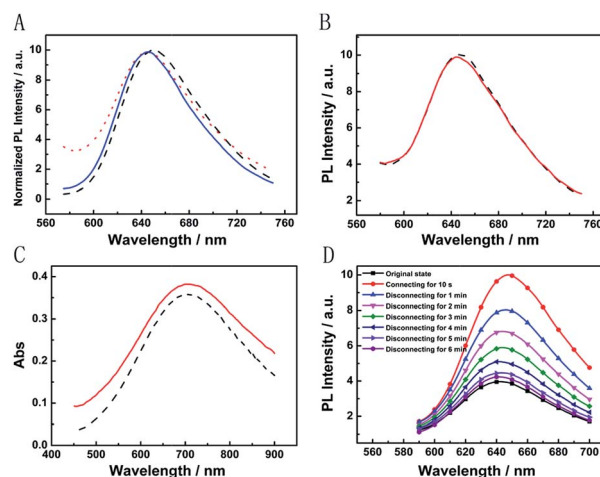 A
Normalized PL Intensity / a.u.
10
8
6
4
2
0
560 600 640 680 720 760
Wavelength / nm
B
PL Intensity / a.u.
10
8
6
4
2
560 600 640 680 720 760
Wavelength / nm
C
Abs
0.4
0.3
0.2
0.1
0.0
400 500 600 700 800 900
Wavelength / nm
D
PL Intensity / a.u.
10
8
6
4
2
Original state
Connecting for 10 s
Disconnecting for 1 min
Disconnecting for 2 min
Disconnecting for 3 min
Disconnecting for 4 min
Disconnecting for 5 min
Disconnecting for 6 min
560 580 600 620 640 660 680 700
Wavelength / nm